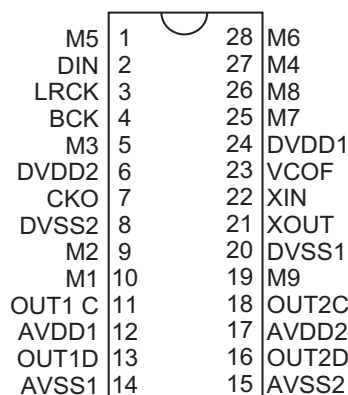 M5 1 28 M6
DIN 2 27 M4
LRCK 3 26 M8
BCK 4 25 M7
M3 5 24 DVDD1
DVDD2 6 23 VCOF
CKO 7 22 XIN
DVSS2 8 21 XOUT
M2 9 20 DVSS1
M1 10 19 M9
OUT1 C 11 18 OUT2C
AVDD1 12 17 AVDD2
OUT1D 13 16 OUT2D
AVSS1 14 15 AVSS2